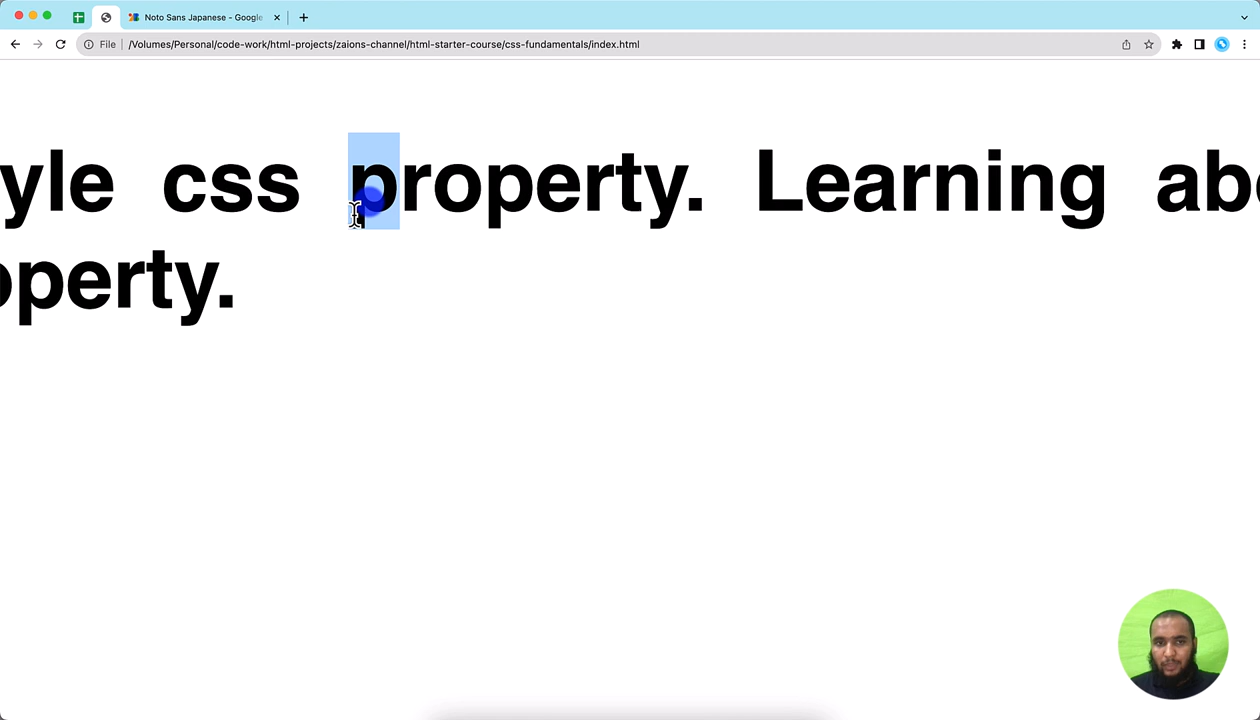 Noto Sans Japanese - Google
File
/Volumes/Personal/code-work/html-projects/zaions-channel/html-starter-course/css-fundamentals/index.html
yle css property. Learning abo
operty.